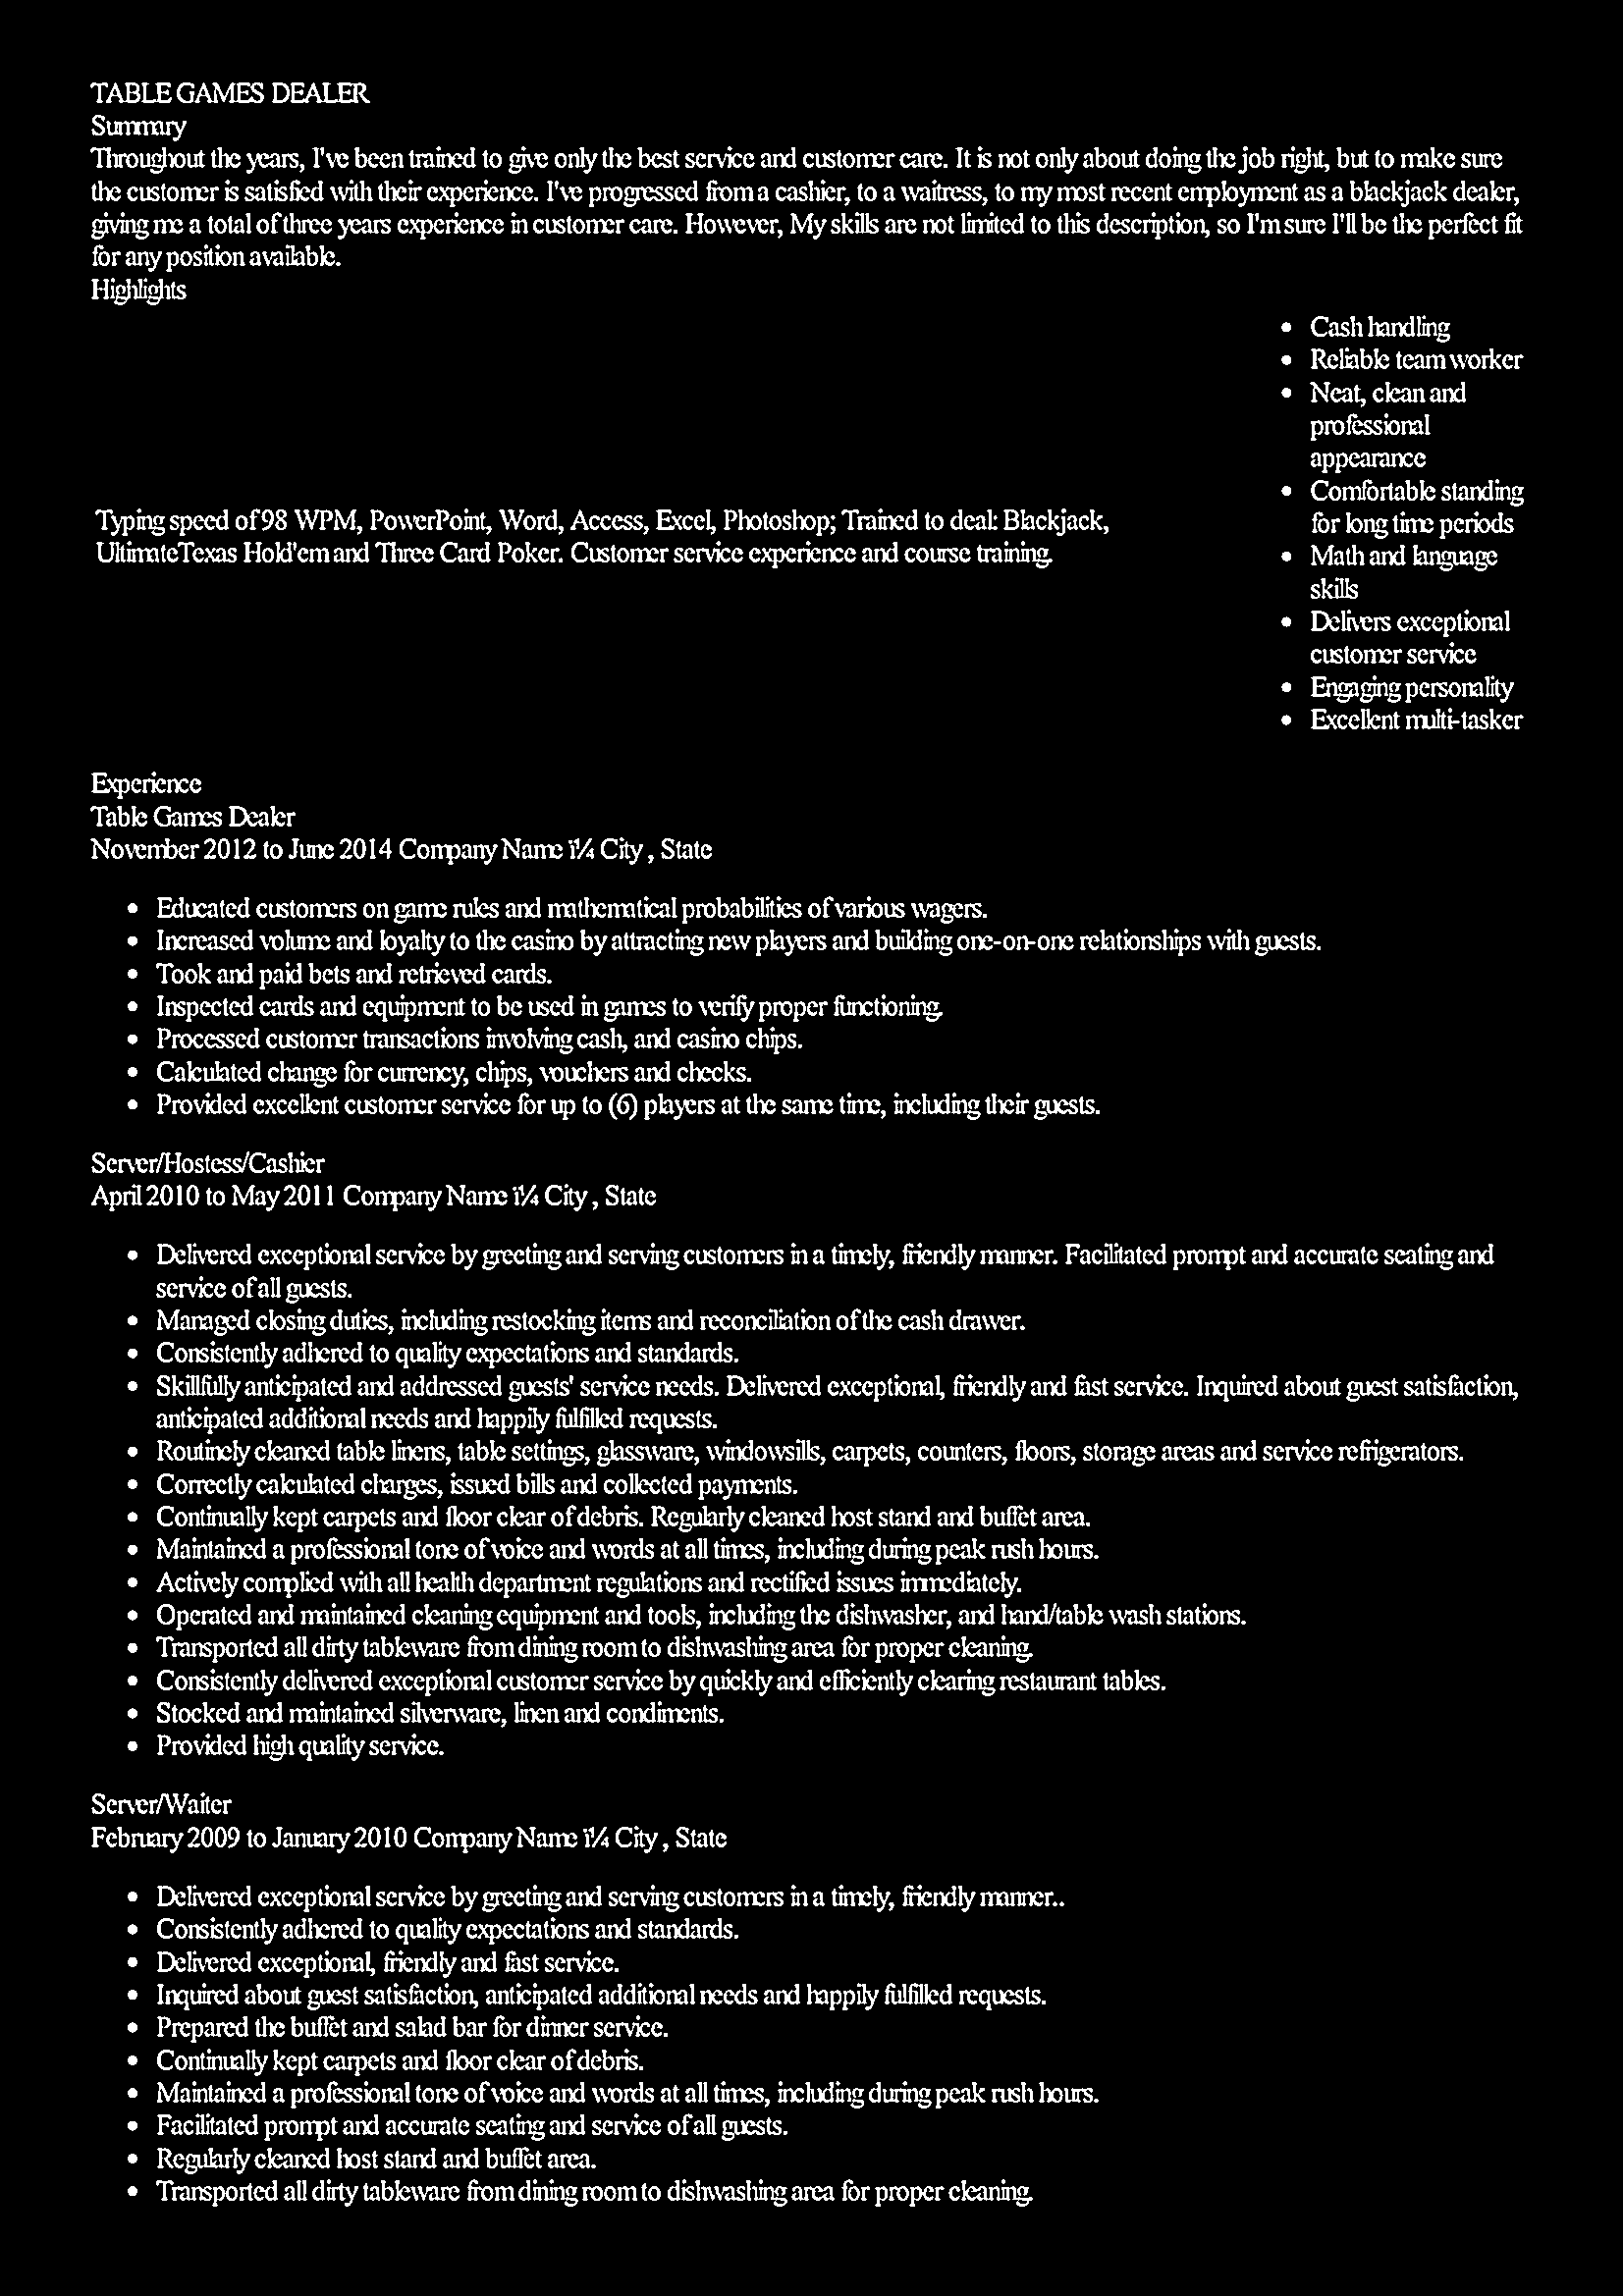 TABLE GAMES DEALER
Summary
Throughout the years, I've been trained to give only the best service and customer care. It is not only about doing the job right, but to make sure
the customer is satisfied with their experience. I've progressed from a cashier, to a waitress, to my most recent employment as a blackjack dealer,
giving me a total of three years experience in customer care. However, My skills are not limited to this description, so I'm sure I'll be the perfect fit
for any position available.
Highlights
Typing speed of 98 WPM, PowerPoint, Word, Access, Excel, Photoshop; Trained to deal: Blackjack,
UltimateTexas Hold'em and Three Card Poker. Customer service experience and course training.
• Cash handling
• Reliable team worker
• Neat, clean and
professional
appearance
• Comfortable standing
for long time periods
• Math and language
skills
• Delivers exceptional
customer service
• Engaging personality
• Excellent multi-tasker
Experience
Table Games Dealer
November 2012 to June 2014 Company Name ï¼ City , State
• Educated customers on game rules and mathematical probabilities of various wagers.
• Increased volume and loyalty to the casino by attracting new players and building one-on-one relationships with guests.
• Took and paid bets and retrieved cards.
• Inspected cards and equipment to be used in games to verify proper functioning.
• Processed customer transactions involving cash, and casino chips.
• Calculated change for currency, chips, vouchers and checks.
• Provided excellent customer service for up to (6) players at the same time, including their guests.
Server/Hostess/Cashier
April 2010 to May 2011 Company Name ï¼ City , State
• Delivered exceptional service by greeting and serving customers in a timely, friendly manner. Facilitated prompt and accurate seating and
service of all guests.
• Managed closing duties, including restocking items and reconciliation of the cash drawer.
• Consistently adhered to quality expectations and standards.
• Skillfully anticipated and addressed guests' service needs. Delivered exceptional, friendly and fast service. Inquired about guest satisfaction,
anticipated additional needs and happily fulfilled requests.
• Routinely cleaned table linens, table settings, glassware, windowsills, carpets, counters, floors, storage areas and service refrigerators.
• Correctly calculated charges, issued bills and collected payments.
• Continually kept carpets and floor clear of debris. Regularly cleaned host stand and buffet area.
• Maintained a professional tone of voice and words at all times, including during peak rush hours.
• Actively complied with all health department regulations and rectified issues immediately.
• Operated and maintained cleaning equipment and tools, including the dishwasher, and hand/table wash stations.
• Transported all dirty tableware from dining room to dishwashing area for proper cleaning.
• Consistently delivered exceptional customer service by quickly and efficiently clearing restaurant tables.
• Stocked and maintained silverware, linen and condiments.
• Provided high quality service.
Server/Waiter
February 2009 to January 2010 Company Name ï¼ City , State
• Delivered exceptional service by greeting and serving customers in a timely, friendly manner..
• Consistently adhered to quality expectations and standards.
• Delivered exceptional, friendly and fast service.
• Inquired about guest satisfaction, anticipated additional needs and happily fulfilled requests.
• Prepared the buffet and salad bar for dinner service.
• Continually kept carpets and floor clear of debris.
• Maintained a professional tone of voice and words at all times, including during peak rush hours.
• Facilitated prompt and accurate seating and service of all guests.
• Regularly cleaned host stand and buffet area.
• Transported all dirty tableware from dining room to dishwashing area for proper cleaning.